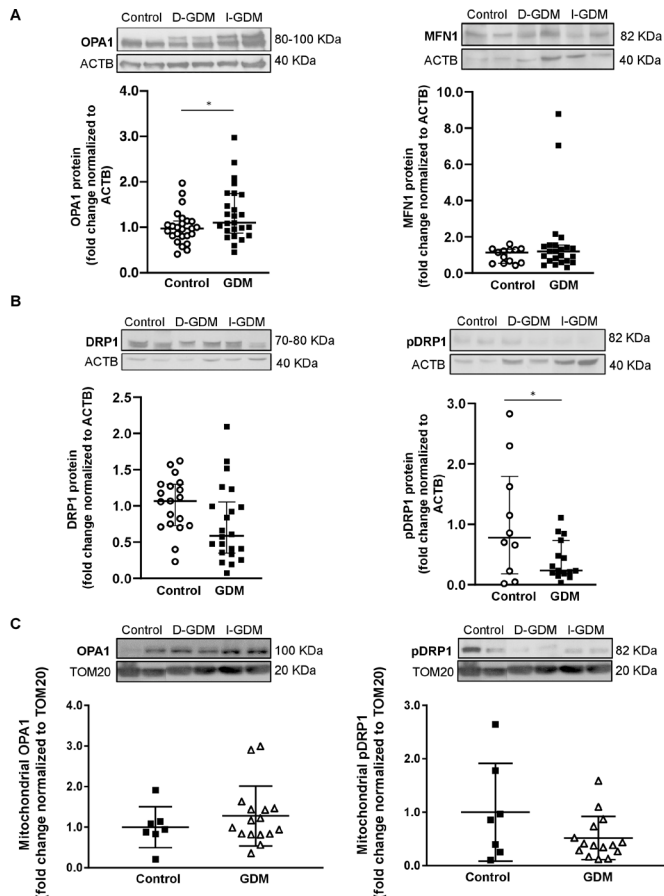 A
Control D-GDM I-GDM
OPA1
80-100 KDa
ACTB
40 KDa
OPA1 protein
(fold change normalized to
ACTB)
4.0
3.0
2.0
1.0
0.0
*
Control GDM
Control D-GDM I-GDM
MFN1
82 KDa
ACTB
40 KDa
MFN1 protein
(fold change normalized to ACTB)
10.0
8.0
6.0
4.0
2.0
0.0
Control GDM
B
Control D-GDM I-GDM
DRP1
70-80 KDa
ACTB
40 KDa
DRP1 protein
(fold change normalized to ACTB)
2.5
2.0
1.5
1.0
0.5
0.0
Control GDM
Control D-GDM I-GDM
pDRP1
82 KDa
ACTB
40 KDa
pDRP1 protein
(fold change normalized to
ACTB)
3.0
2.0
1.0
0.0
*
Control GDM
C
Control D-GDM I-GDM
OPA1
100 KDa
TOM20
20 KDa
Mitochondrial OPA1
(fold change normalized to TOM20)
4.0
3.0
2.0
1.0
0.0
Control GDM
Control D-GDM I-GDM
pDRP1
82 KDa
TOM20
20 KDa
Mitochondrial pDRP1
(fold change normalized to TOM20)
3.0
2.0
1.0
0.0
Control GDM